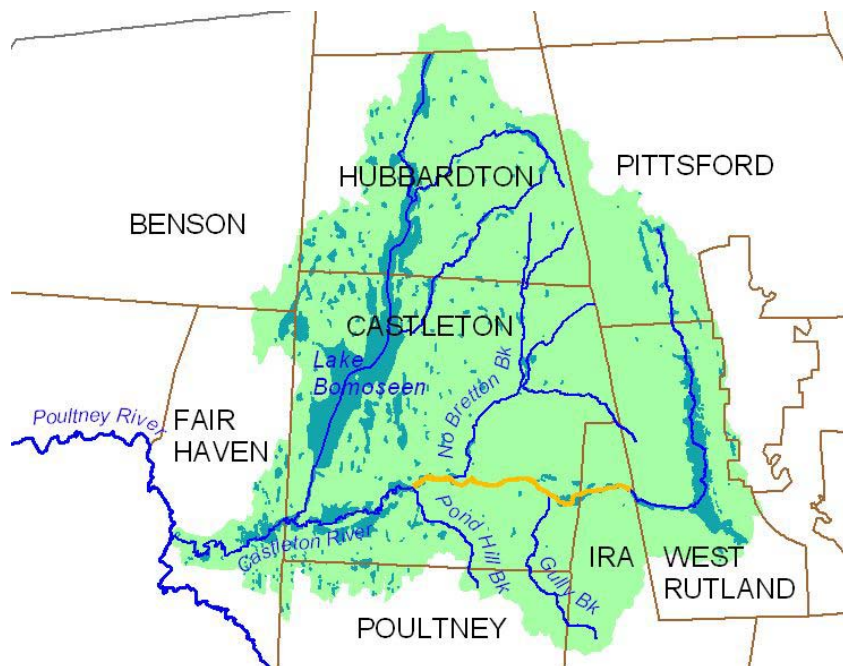 PITTSFORD
HUBBARDTON
BENSON
CASTLETON
Lake
Bomoseen
No Bretton Bk
Poultney River
FAIR
HAVEN
Pond Hill Bk
Castleton River
Gully Bk
IRA
WEST
RUTLAND
POULTNEY